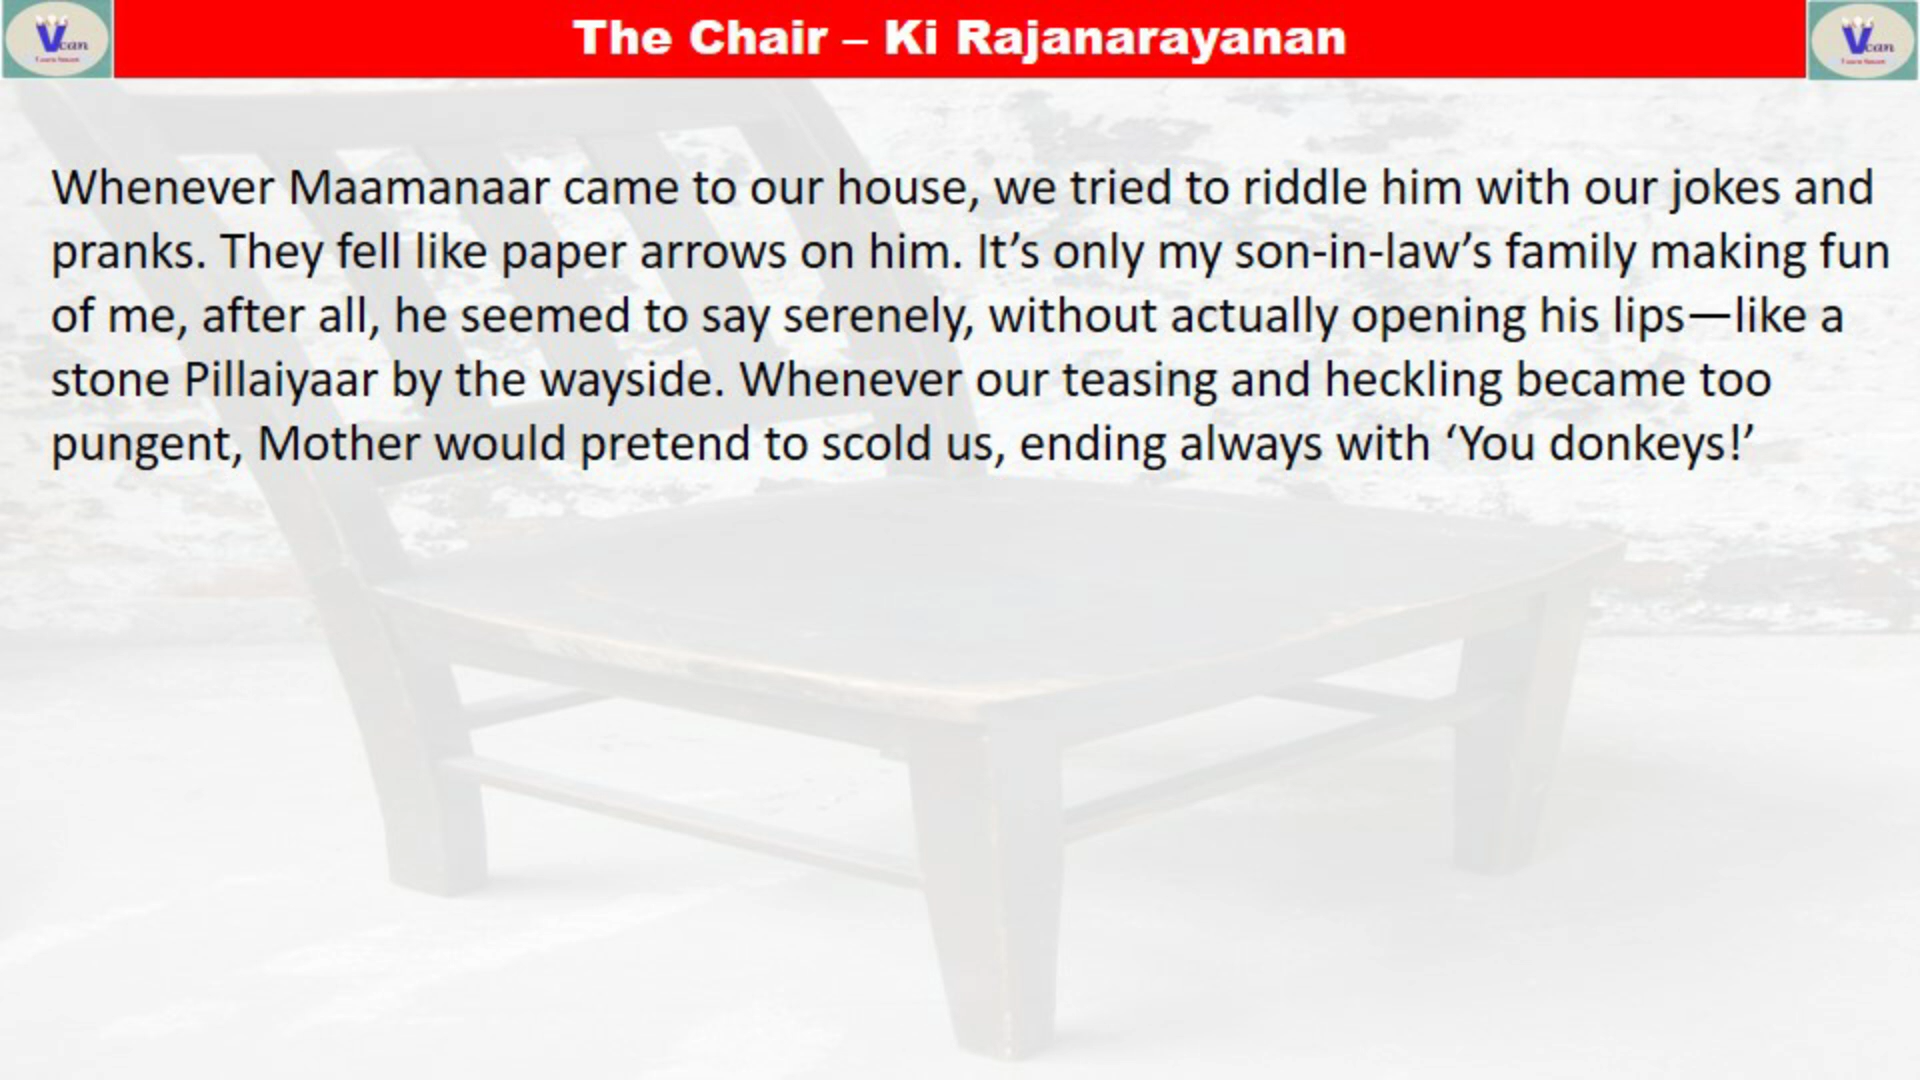 The Chair – Ki Rajanarayanan
Vcan
Vcan
Whenever Maamanaar came to our house, we tried to riddle him with our jokes and
pranks. They fell like paper arrows on him. It’s only my son-in-law’s family making fun
of me, after all, he seemed to say serenely, without actually opening his lips—like a
stone Pillaiyaar by the wayside. Whenever our teasing and heckling became too
pungent, Mother would pretend to scold us, ending always with ‘You donkeys!’